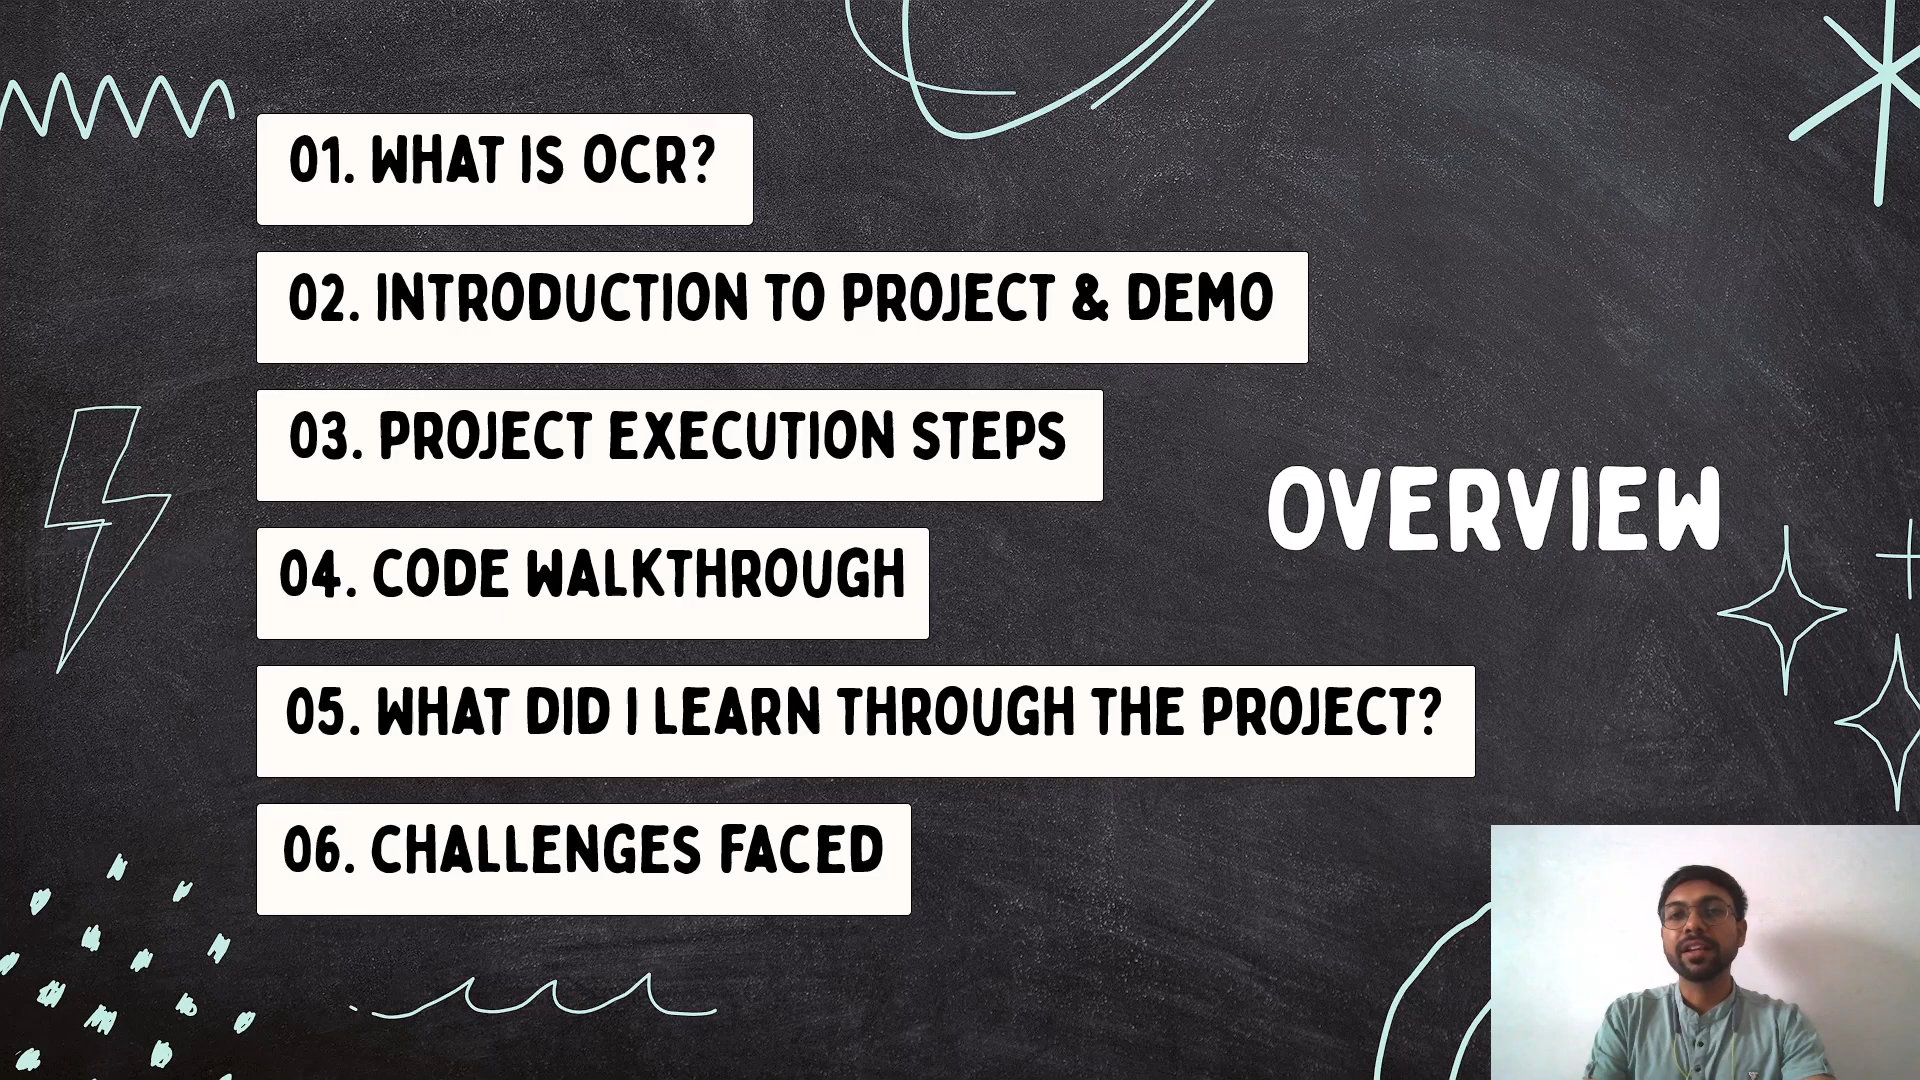 01. WHAT IS OCR?
02. INTRODUCTION TO PROJECT & DEMO
03. PROJECT EXECUTION STEPS
04. CODE WALKTHROUGH
05. WHAT DID I LEARN THROUGH THE PROJECT?
06. CHALLENGES FACED
OVERVIEW